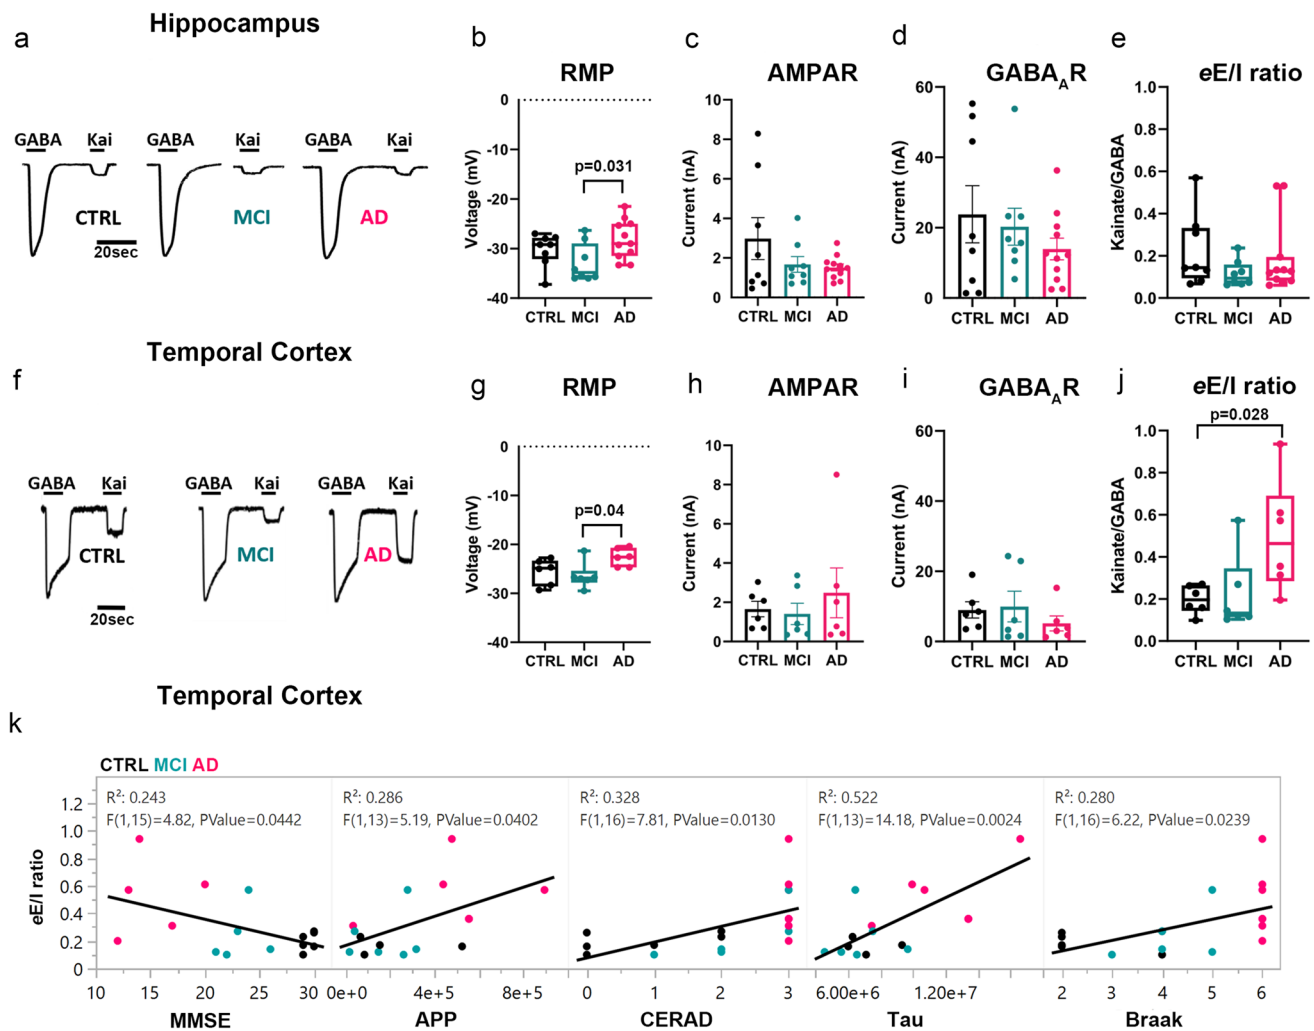 Hippocampus
a
GABA Kai GABA Kai GABA Kai
CTRL MCI AD
20sec
b
RMP
Voltage (mV)
0
-10
-20
-30
-40
p=0.031
CTRL MCI AD
c
AMPAR
Current (nA)
10
8
6
4
2
0
CTRL MCI AD
d
GABAAR
Current (nA)
60
40
20
0
CTRL MCI AD
e
eE/I ratio
Kainate/GABA
1.0
0.8
0.6
0.4
0.2
0.0
CTRL MCI AD
Temporal Cortex
f
GABA Kai GABA Kai GABA Kai
CTRL MCI AD
20sec
g
RMP
Voltage (mV)
0
-10
-20
-30
-40
p=0.04
CTRL MCI AD
h
AMPAR
Current (nA)
10
8
6
4
2
0
CTRL MCI AD
i
GABAAR
Current (nA)
60
40
20
0
CTRL MCI AD
j
eE/I ratio
p=0.028
Kainate/GABA
1.0
0.8
0.6
0.4
0.2
0.0
CTRL MCI AD
Temporal Cortex
k
CTRL MCI AD
eE/I ratio
1.2
1.0
0.8
0.6
0.4
0.2
0
R²: 0.243
F(1,15)=4.82, PValue=0.0442
10 15 20 25 30
MMSE
R²: 0.286
F(1,13)=5.19, PValue=0.0402
0e+0 4e+5 8e+5
APP
R²: 0.328
F(1,16)=7.81, PValue=0.0130
0 1 2 3
CERAD
R²: 0.522
F(1,13)=14.18, PValue=0.0024
6.00e+6 1.20e+7
Tau
R²: 0.280
F(1,16)=6.22, PValue=0.0239
2 3 4 5 6
Braak